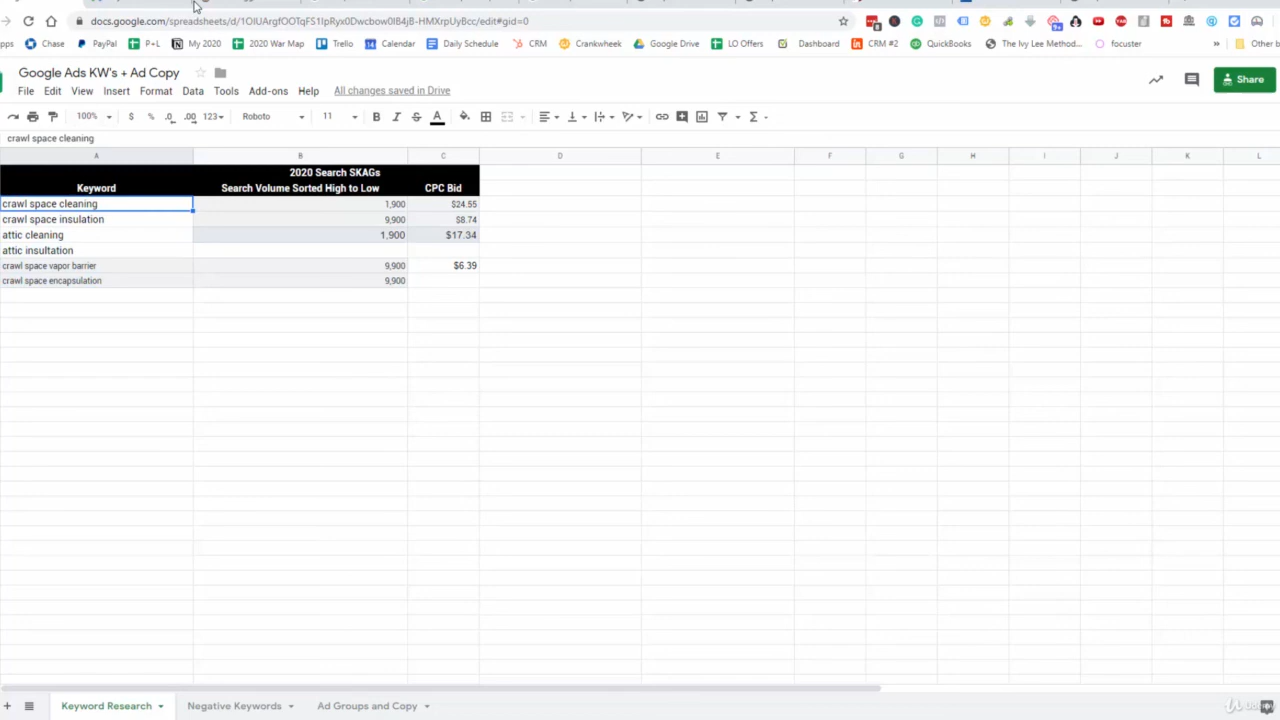 docs.google.com/spreadsheets/d/1OIUArgfOOTqFS1IpRyx0Dwcbow0IB4jB-HMXrpUyBcc/edit#gid=0
pps Chase PayPal P+L My 2020 2020 War Map Trello Calendar Daily Schedule CRM Crankwheek Google Drive LO Offers Dashboard CRM #2 QuickBooks The Ivy Lee Method... focuster » Other b
Google Ads KW's + Ad Copy
Share
File Edit View Insert Format Data Tools Add-ons Help All changes saved in Drive
100% $ % .0 .00 123 Roboto 11 B I S A Σ
crawl space cleaning
A B C D E F G H I J K L
2020 Search SKAGs
Keyword Search Volume Sorted High to Low CPC Bid
crawl space cleaning 1,900 $24.55
crawl space insulation 9,900 $8.74
attic cleaning 1,900 $17.34
attic insultation
crawl space vapor barrier 9,900 $6.39
crawl space encapsulation 9,900
+ Keyword Research Negative Keywords Ad Groups and Copy